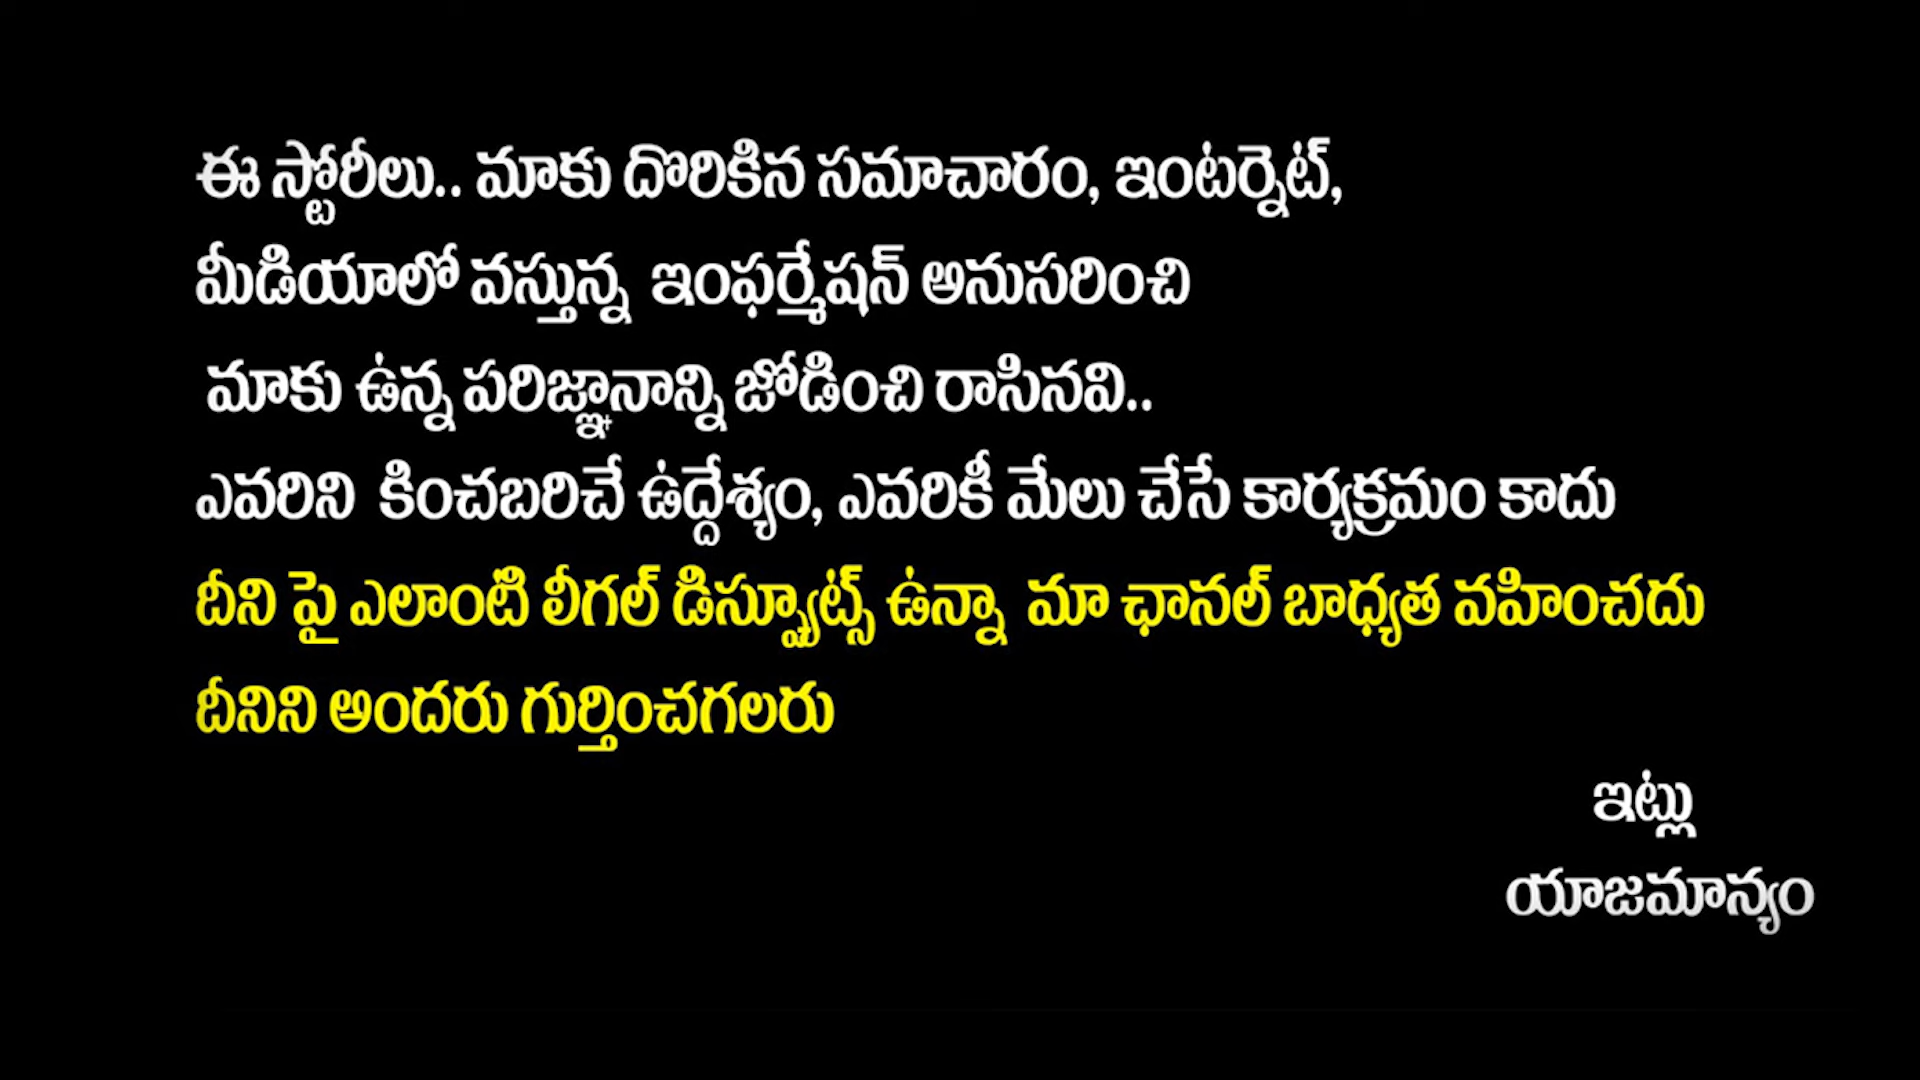 ఈ స్టోరీలు.. మాకు దొరికిన సమాచారం, ఇంటర్నెట్,
మీడియాలో వస్తున్న ఇంఫర్మేషన్ అనుసరించి
మాకు ఉన్న పరిజ్ఞానాన్ని జోడించి రాసినవి..
ఎవరిని కించబరిచే ఉద్దేశ్యం, ఎవరికీ మేలు చేసే కార్యక్రమం కాదు
దీని పై ఎలాంటి లీగల్ డిస్ప్యూట్స్ ఉన్నా మా ఛానల్ బాధ్యత వహించదు
దీనిని అందరు గుర్తించగలరు
ఇట్లు
యాజమాన్యం